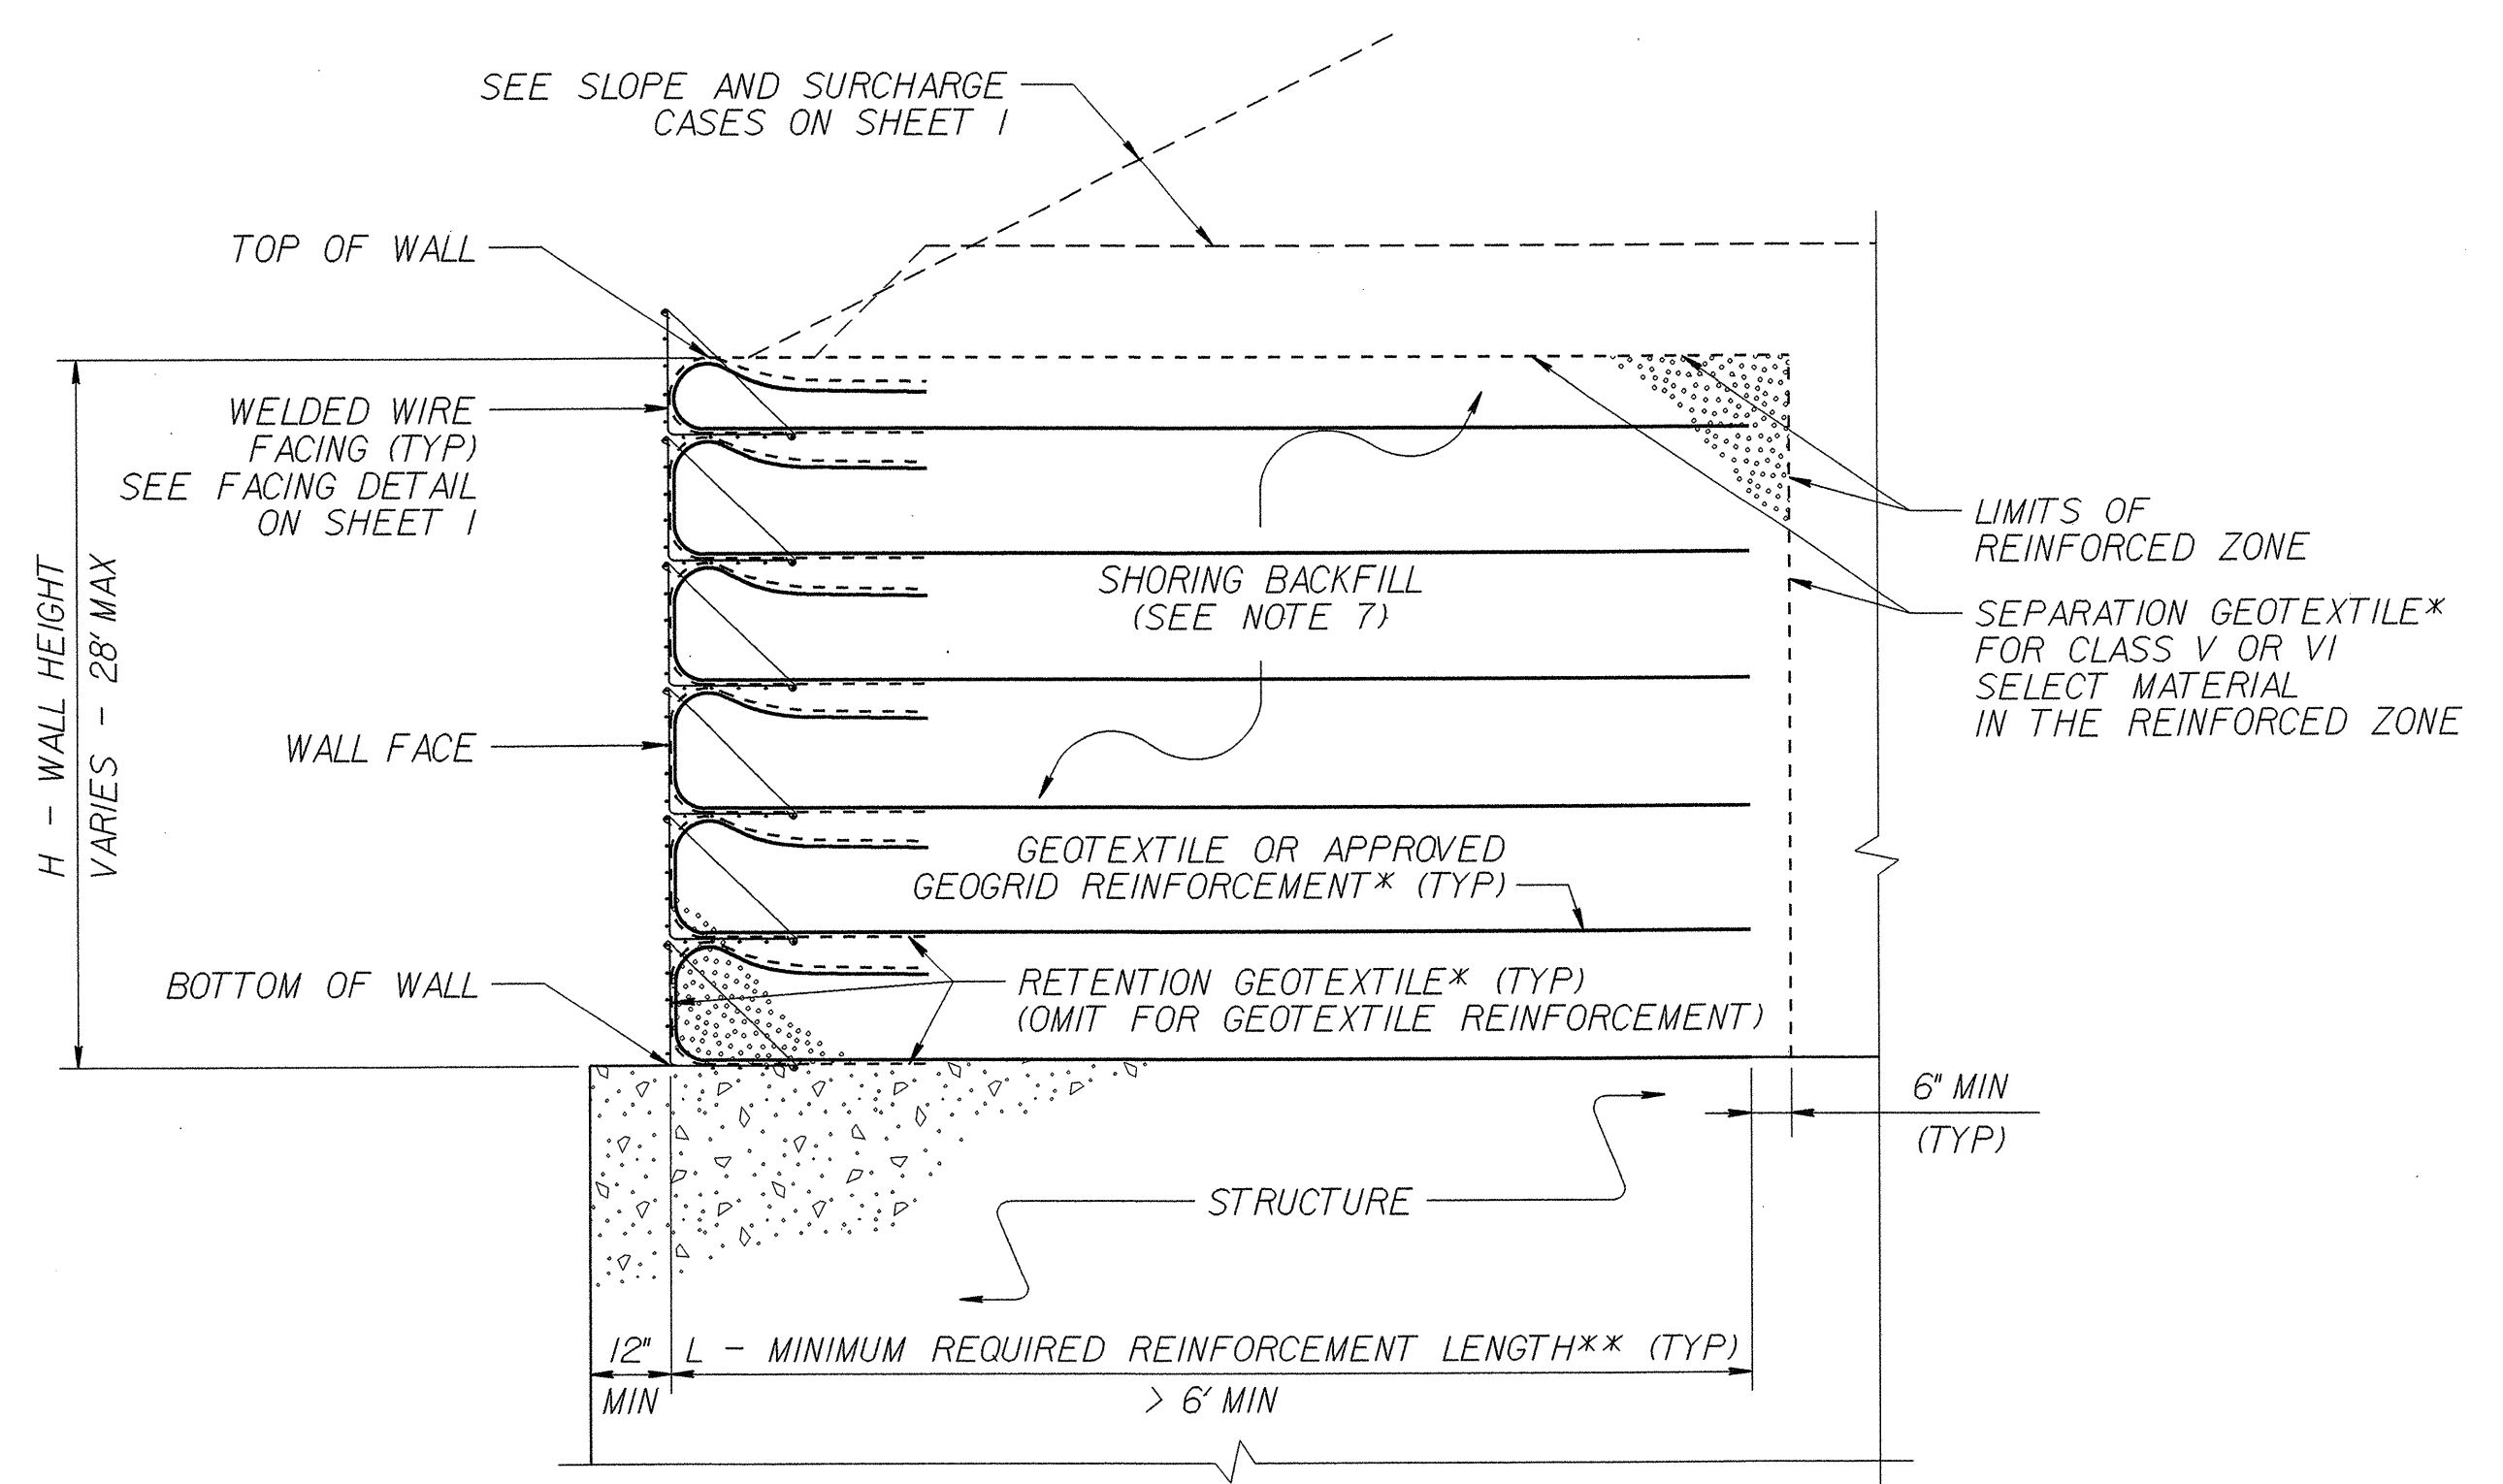 SEE SLOPE AND SURCHARGE
CASES ON SHEET 1
TOP OF WALL
WELDED WIRE
FACING (TYP)
SEE FACING DETAIL
ON SHEET 1
H - WALL HEIGHT
VARIES - 28' MAX
LIMITS OF
REINFORCED ZONE
SHORING BACKFILL
(SEE NOTE 7)
SEPARATION GEOTEXTILE*
FOR CLASS V OR VI
SELECT MATERIAL
IN THE REINFORCED ZONE
WALL FACE
GEOTEXTILE OR APPROVED
GEOGRID REINFORCEMENT* (TYP)
BOTTOM OF WALL
RETENTION GEOTEXTILE* (TYP)
(OMIT FOR GEOTEXTILE REINFORCEMENT)
6" MIN
(TYP)
STRUCTURE
12"
MIN
L - MINIMUM REQUIRED REINFORCEMENT LENGTH** (TYP)
> 6' MIN